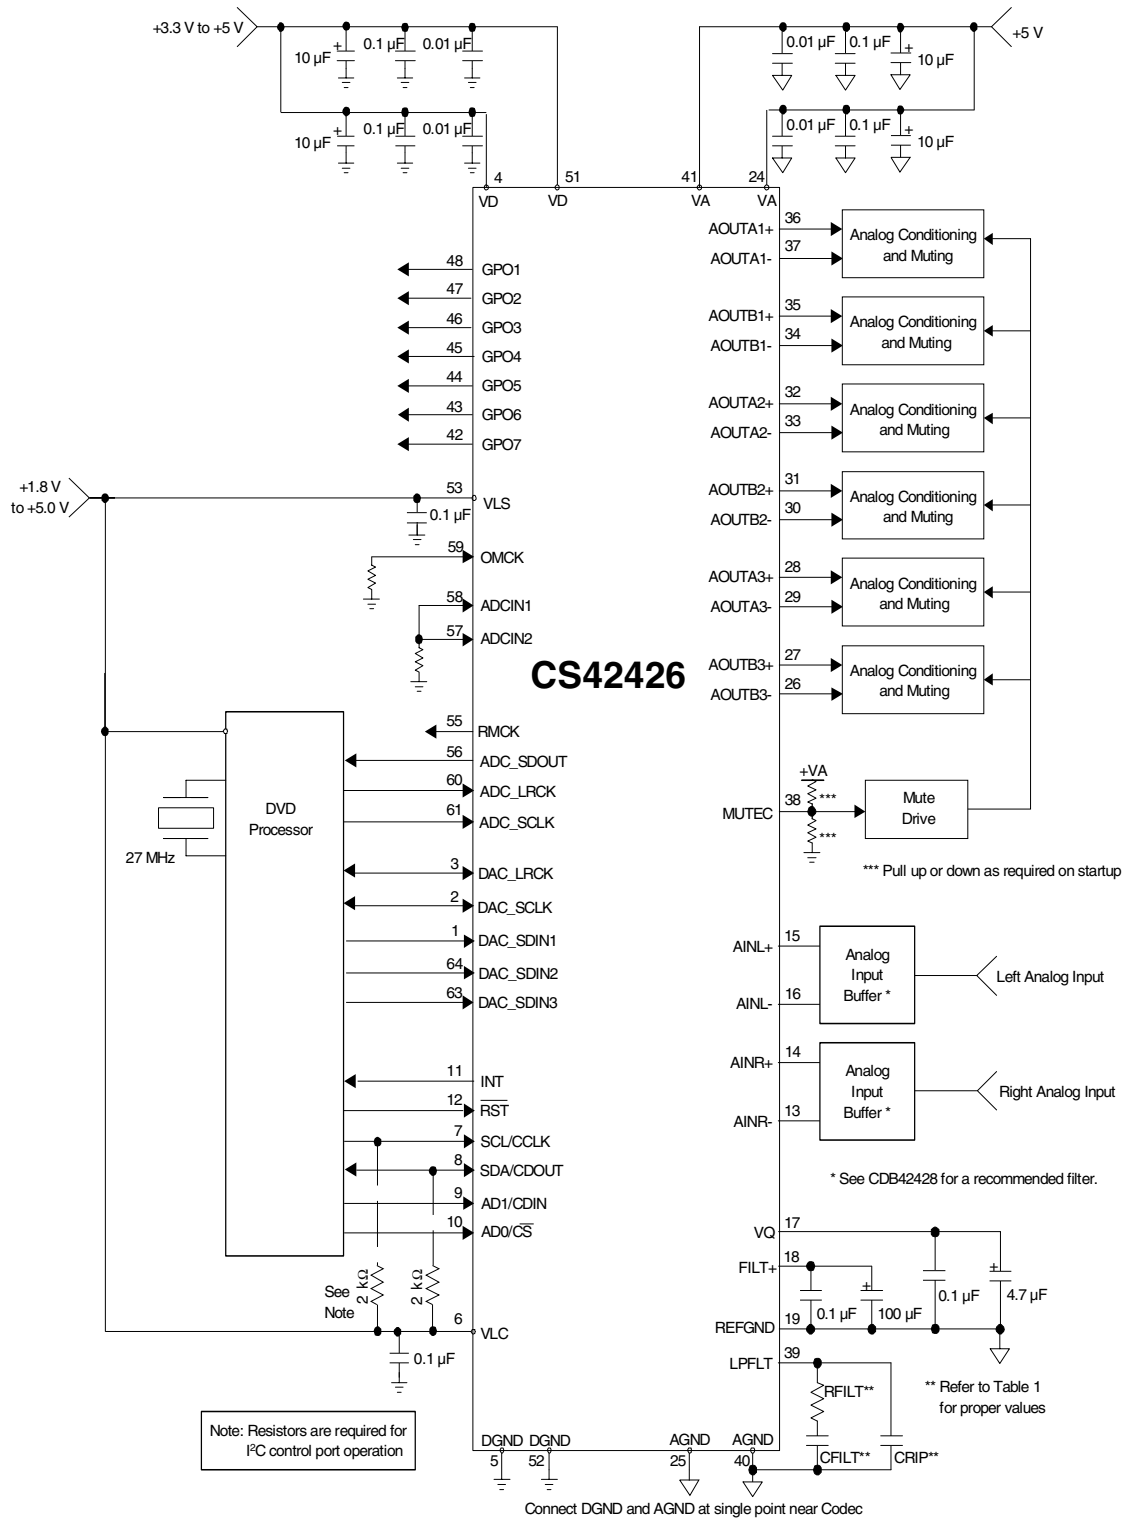 +3.3 V to +5 V
10 µF
+
0.1 µF
0.01 µF
0.01 µF
0.1 µF
+
10 µF
+5 V
10 µF
+
0.1 µF
0.01 µF
0.01 µF
0.1 µF
+
10 µF
4
51
41
24
VD
VD
VA
VA
48
GPO1
47
GPO2
46
GPO3
45
GPO4
44
GPO5
43
GPO6
42
GPO7
+1.8 V
to +5.0 V
53
VLS
0.1 µF
59
OMCK
58
ADCIN1
57
ADCIN2
CS42426
55
RMCK
56
ADC_SDOUT
60
ADC_LRCK
61
ADC_SCLK
DVD
Processor
27 MHz
3
DAC_LRCK
2
DAC_SCLK
1
DAC_SDIN1
64
DAC_SDIN2
63
DAC_SDIN3
11
INT
12
RST
7
SCL/CCLK
8
SDA/CDOUT
9
AD1/CDIN
10
AD0/CS
See
Note
2 kΩ
2 kΩ
6
VLC
0.1 µF
Note: Resistors are required for
I²C control port operation
AOUTA1+
36
AOUTA1-
37
Analog Conditioning
and Muting
AOUTB1+
35
AOUTB1-
34
Analog Conditioning
and Muting
AOUTA2+
32
AOUTA2-
33
Analog Conditioning
and Muting
AOUTB2+
31
AOUTB2-
30
Analog Conditioning
and Muting
AOUTA3+
28
AOUTA3-
29
Analog Conditioning
and Muting
AOUTB3+
27
AOUTB3-
26
Analog Conditioning
and Muting
+VA
***
MUTEC
38
***
Mute
Drive
*** Pull up or down as required on startup
AINL+
15
AINL-
16
Analog
Input
Buffer *
Left Analog Input
AINR+
14
AINR-
13
Analog
Input
Buffer *
Right Analog Input
* See CDB42428 for a recommended filter.
VQ
17
FILT+
18
0.1 µF
+
100 µF
0.1 µF
+
4.7 µF
REFGND
19
LPFLT
39
RFILT**
CFILT**
CRIP**
** Refer to Table 1
for proper values
DGND
DGND
AGND
AGND
5
52
25
40
Connect DGND and AGND at single point near Codec